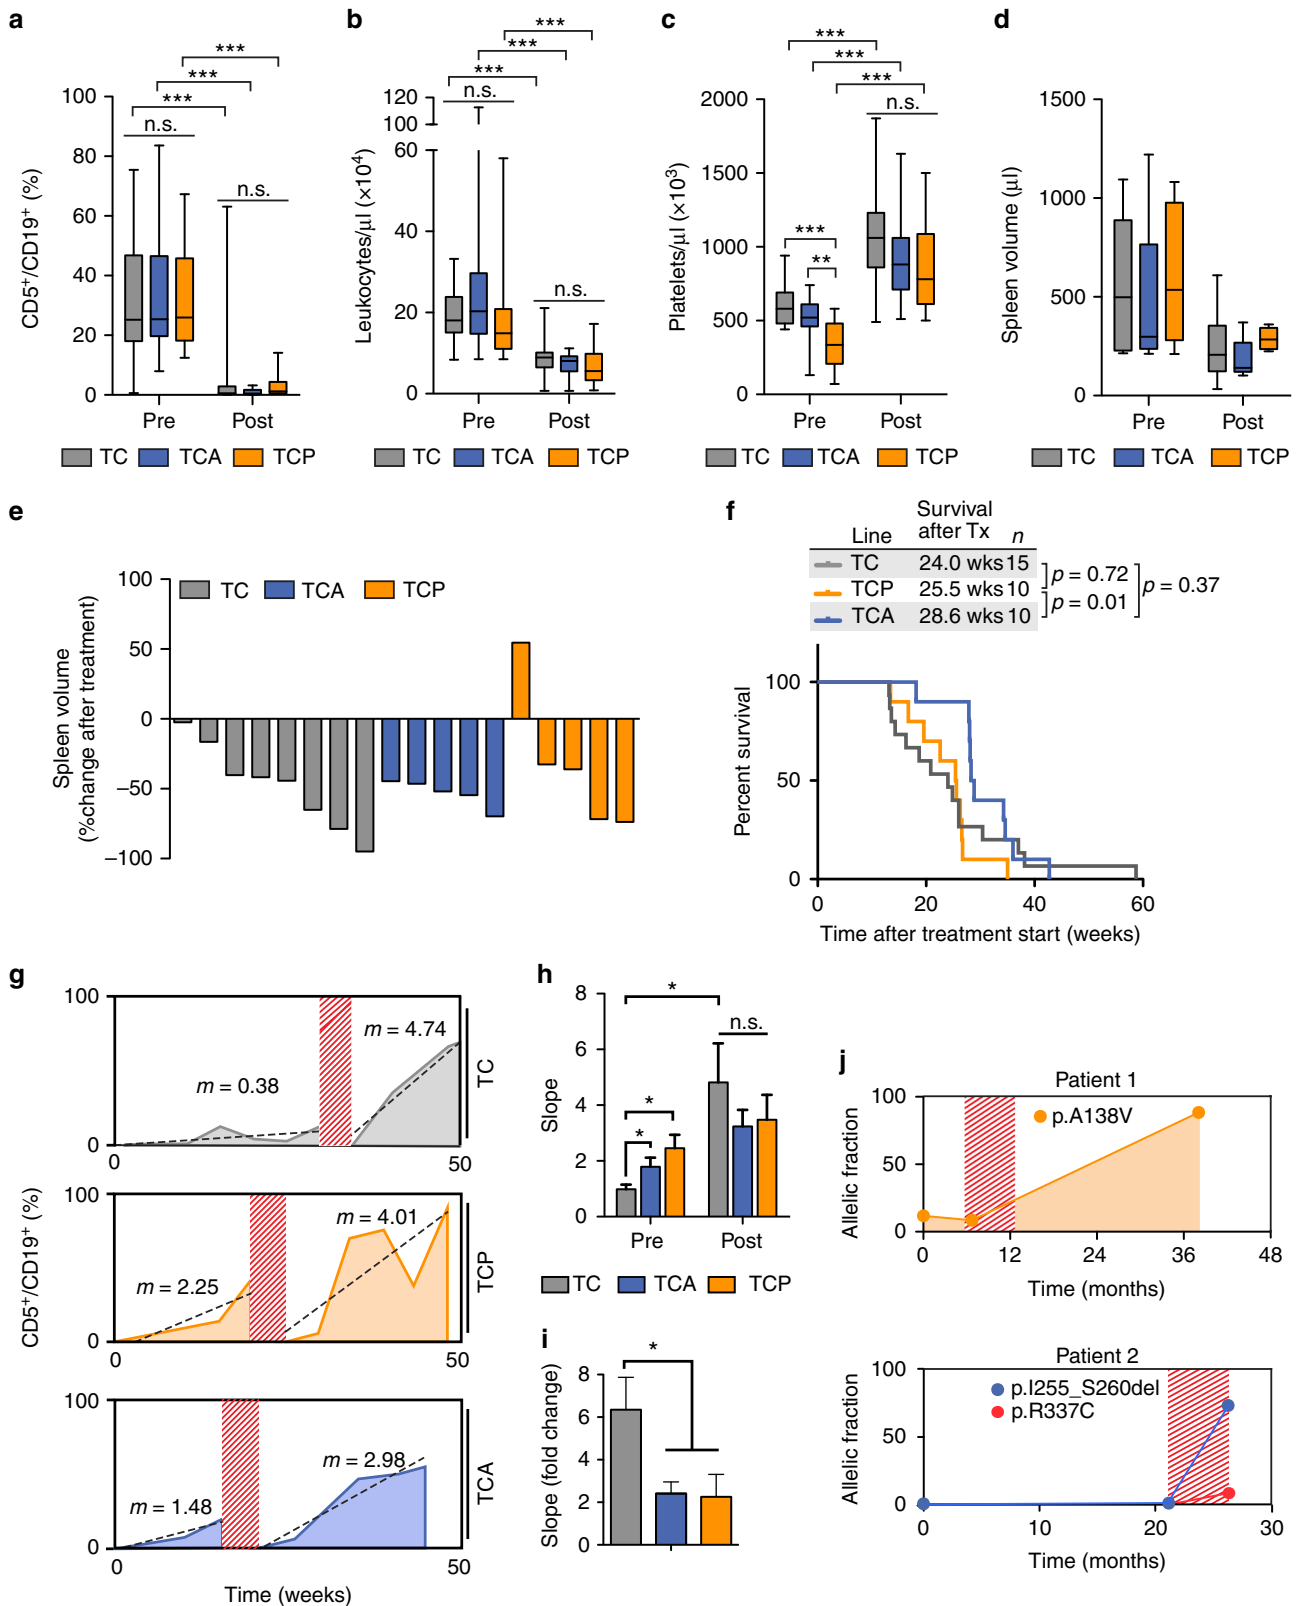 a
***
***
***
n.s.
n.s.
100
80
60
40
20
0
CD5+/CD19+ (%)
Pre
Post
TC
TCA
TCP
b
***
***
***
n.s.
n.s.
120
100
60
40
20
0
Leukocytes/µl (×10⁴)
Pre
Post
TC
TCA
TCP
c
***
***
***
n.s.
***
**
2000
1500
1000
500
0
Platelets/µl (×10³)
Pre
Post
TC
TCA
TCP
d
1500
1000
500
0
Spleen volume (µl)
Pre
Post
TC
TCA
TCP
e
TC
TCA
TCP
100
50
0
−50
−100
Spleen volume
(%change after treatment)
f
Line
Survival
after Tx
n
TC 24.0 wks 15
TCP 25.5 wks 10
TCA 28.6 wks 10
p = 0.72
p = 0.01
p = 0.37
100
50
0
Percent survival
0
20
40
60
Time after treatment start (weeks)
g
100
0
m = 0.38
m = 4.74
TC
0
50
100
0
m = 2.25
m = 4.01
TCP
0
50
100
0
m = 1.48
m = 2.98
TCA
0
50
CD5+/CD19+ (%)
Time (weeks)
h
*
n.s.
*
*
8
6
4
2
0
Slope
Pre
Post
TC
TCA
TCP
i
*
8
6
4
2
0
Slope (fold change)
j
Patient 1
p.A138V
100
50
0
Allelic fraction
0
12
24
36
48
Time (months)
Patient 2
p.I255_S260del
p.R337C
100
50
0
Allelic fraction
0
10
20
30
Time (months)